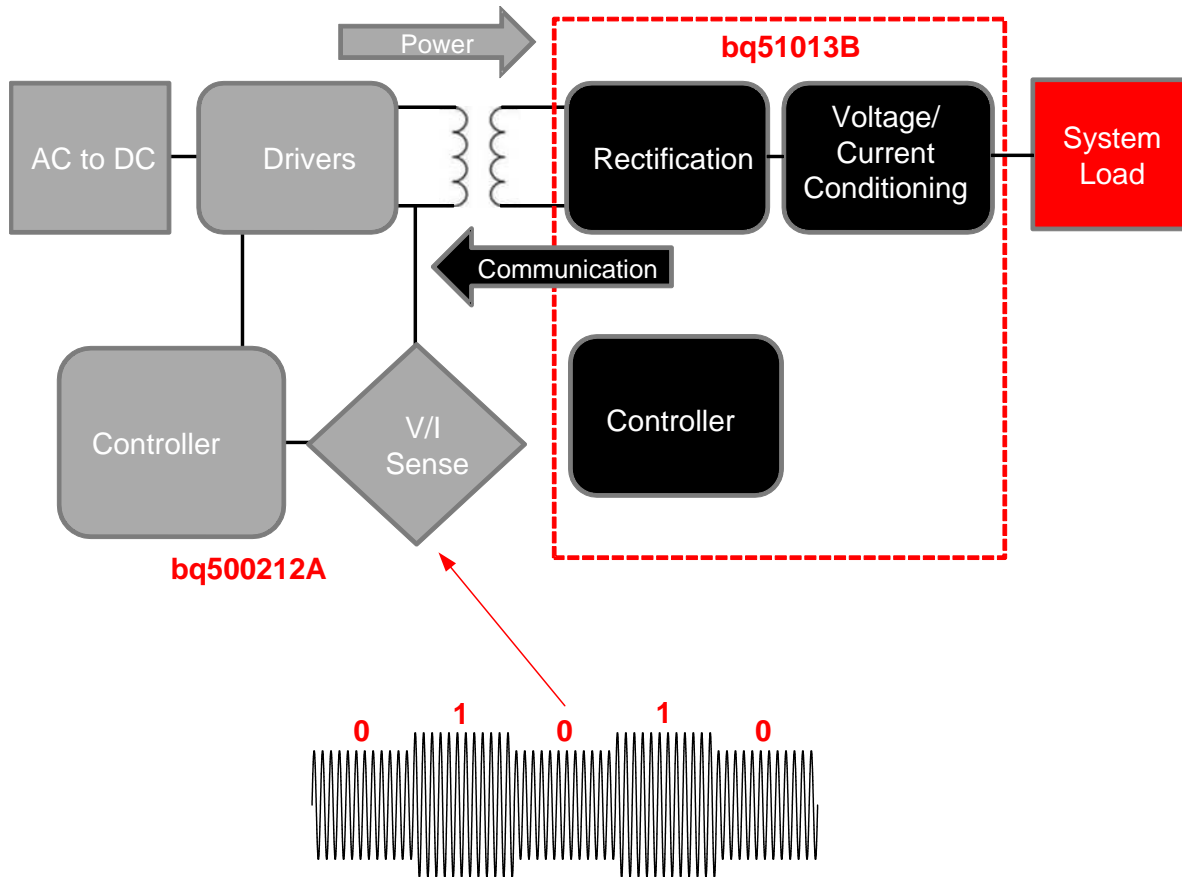 Power
bq51013B
AC to DC
Drivers
Rectification
Voltage/
Current
Conditioning
System
Load
Communication
Controller
V/I
Sense
Controller
bq500212A
0
1
0
1
0